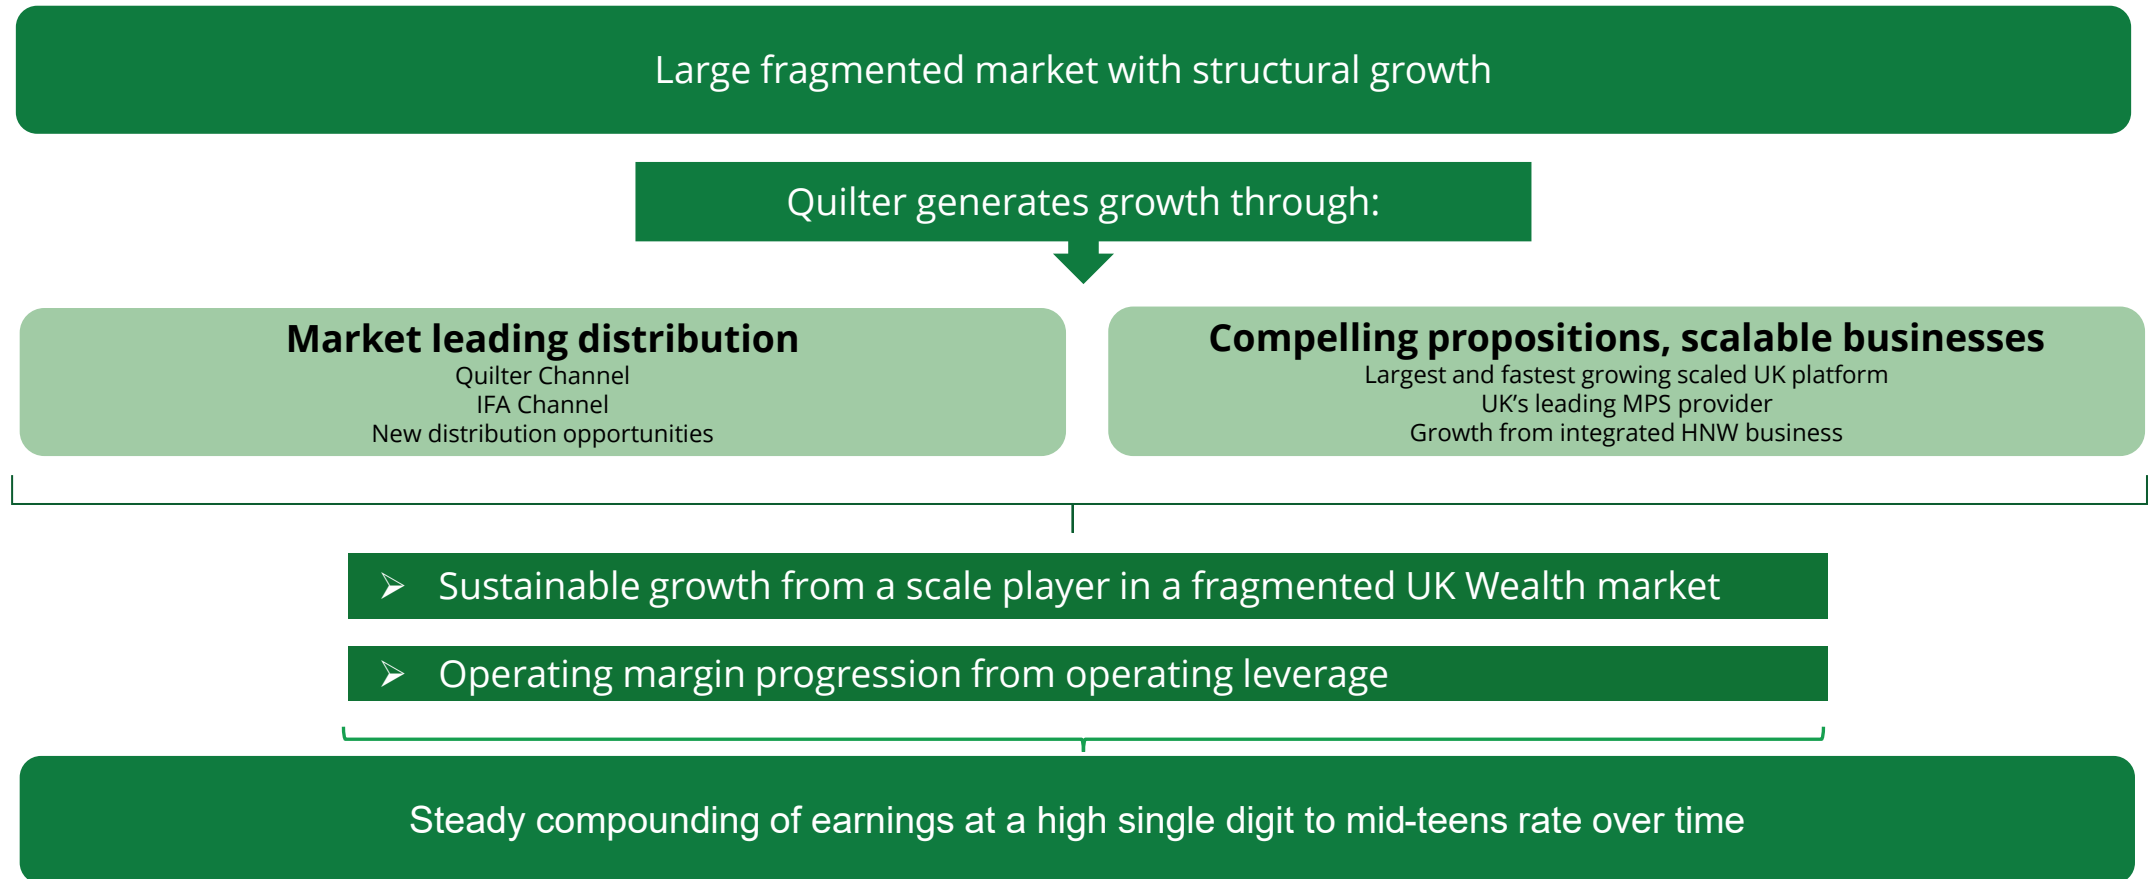 Large fragmented market with structural growth
Quilter generates growth through:
Market leading distribution
Quilter Channel
IFA Channel
New distribution opportunities
Compelling propositions, scalable businesses
Largest and fastest growing scaled UK platform
UK’s leading MPS provider
Growth from integrated HNW business
➢ Sustainable growth from a scale player in a fragmented UK Wealth market
➢ Operating margin progression from operating leverage
Steady compounding of earnings at a high single digit to mid-teens rate over time